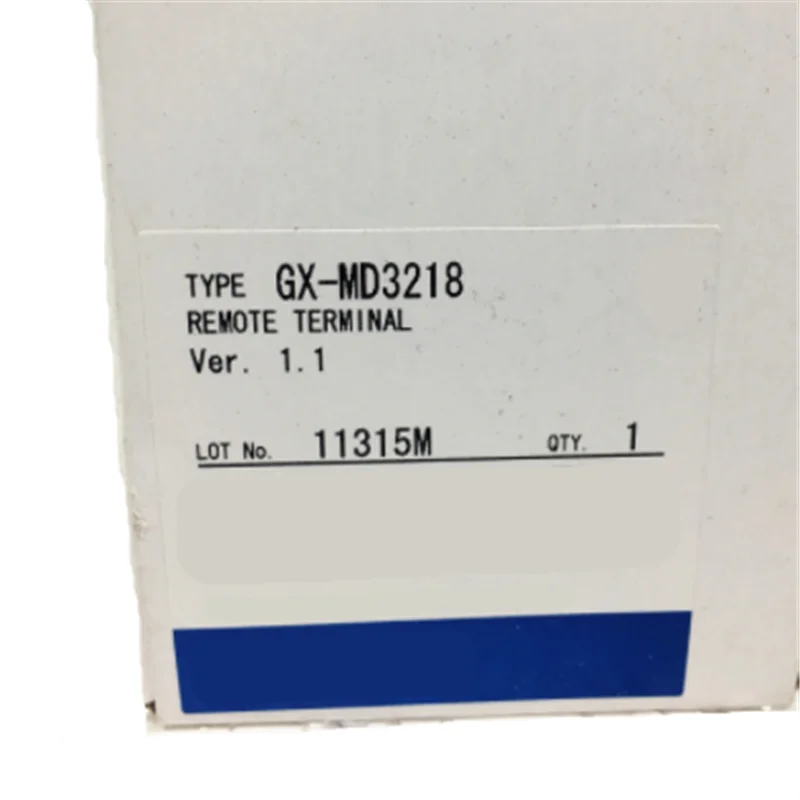 TYPE GX-MD3218
REMOTE TERMINAL
Ver. 1.1
LOT No. 11315M QTY. 1